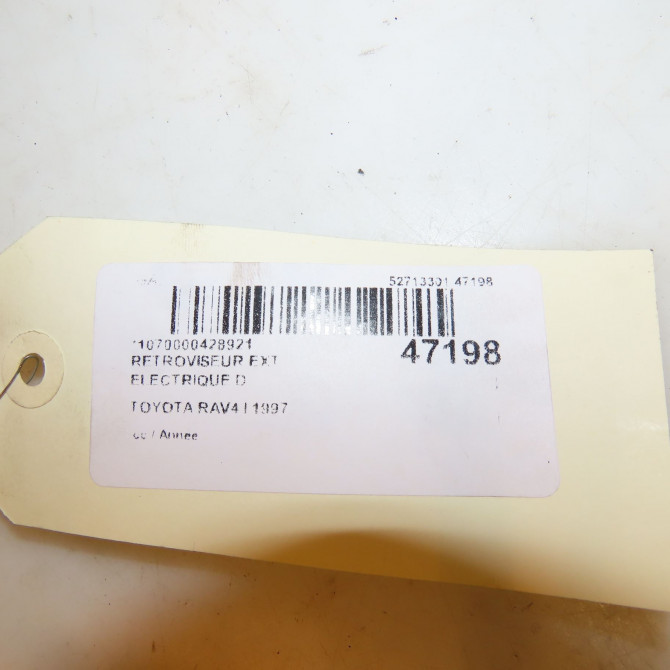 52713301 47198
11070000428921
47198
RETROVISEUR EXT
ELECTRIQUE D
TOYOTA RAV4 I 1997
cc / Annee